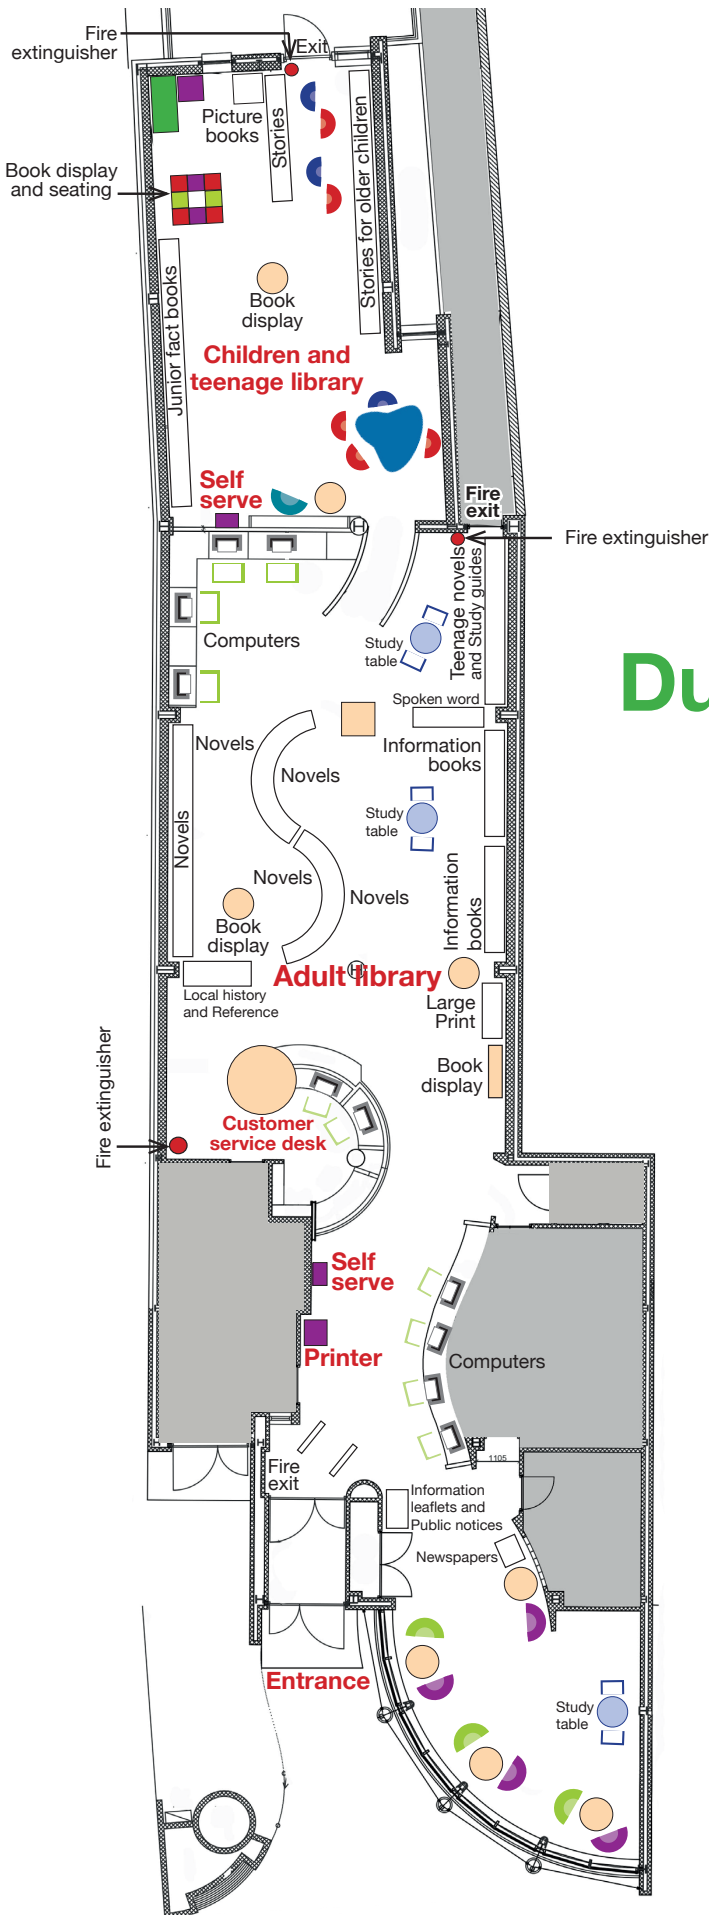 Fire
extinguisher
Exit
Picture
books
Stories
Stories for older children
Book display
and seating
Junior fact books
Book
display
Children and
teenage library
Self
serve
Fire
exit
Fire extinguisher
Teenage novels
and Study guides
Computers
Study
table
Du
Spoken word
Novels
Novels
Information
books
Novels
Study
table
Novels
Novels
Information
books
Book
display
H
H
Adult library
Local history
and Reference
Large
Print
Book
display
Fire extinguisher
Customer
service desk
Self
serve
Printer
Computers
Fire
exit
1105
Information
leaflets and
Public notices
Newspapers
Entrance
Study
table